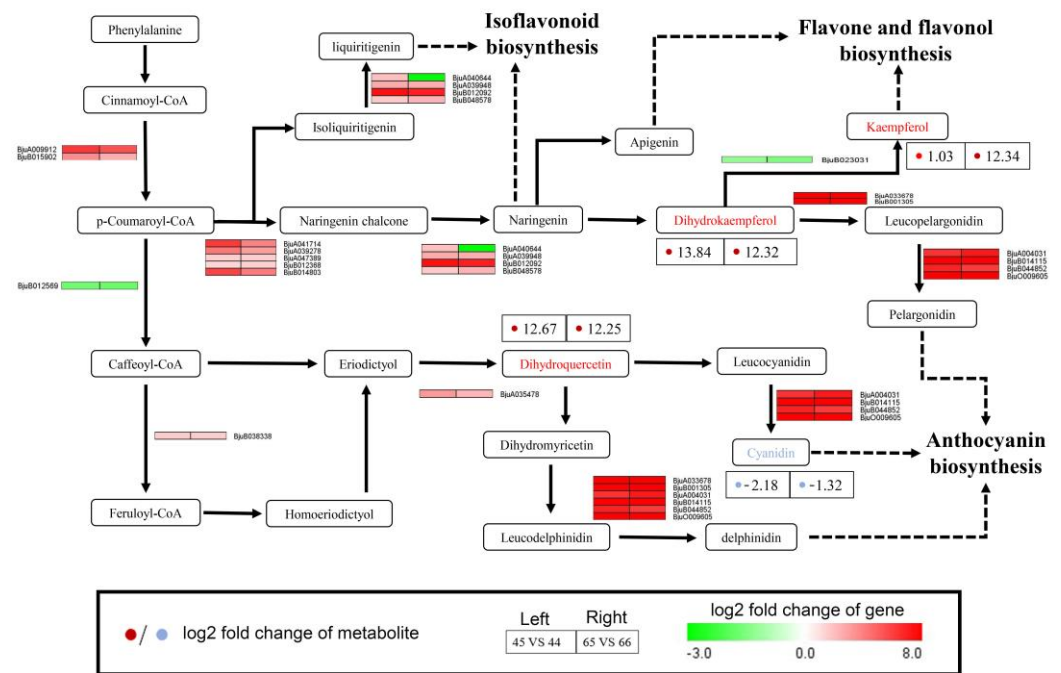 Phenylalanine
liquiritigenin
Isoflavonoid
biosynthesis
Flavone and flavonol
biosynthesis
Cinnamoyl-CoA
BjuA040644
BjuA039948
BjuB012092
BjuB048578
Isoliquiritigenin
Apigenin
Kaempferol
BjuA009912
BjuB015902
BjuB023031
1.03
12.34
p-Coumaroyl-CoA
Naringenin chalcone
Naringenin
Dihydrokaempferol
BjuA033678
BjuB001305
Leucopelargonidin
BjuA041714
BjuA039278
BjuA047389
BjuB012368
BjuB014803
BjuA040644
BjuA039948
BjuB012092
BjuB048578
13.84
12.32
BjuA004031
BjuB014115
BjuB044852
BjuO009605
BjuB012569
Pelargonidin
12.67
12.25
Caffeoyl-CoA
Eriodictyol
Dihydroquercetin
Leucocyanidin
BjuA035478
BjuA004031
BjuB014115
BjuB044852
BjuO009605
BjuB038338
Dihydromyricetin
Cyanidin
-2.18
-1.32
Anthocyanin
biosynthesis
BjuA033678
BjuB001305
BjuA004031
BjuB014115
BjuB044852
BjuO009605
Feruloyl-CoA
Homoeriodictyol
Leucodelphinidin
delphinidin
/ log2 fold change of metabolite
Left
Right
45 VS 44
65 VS 66
log2 fold change of gene
-3.0
0.0
8.0